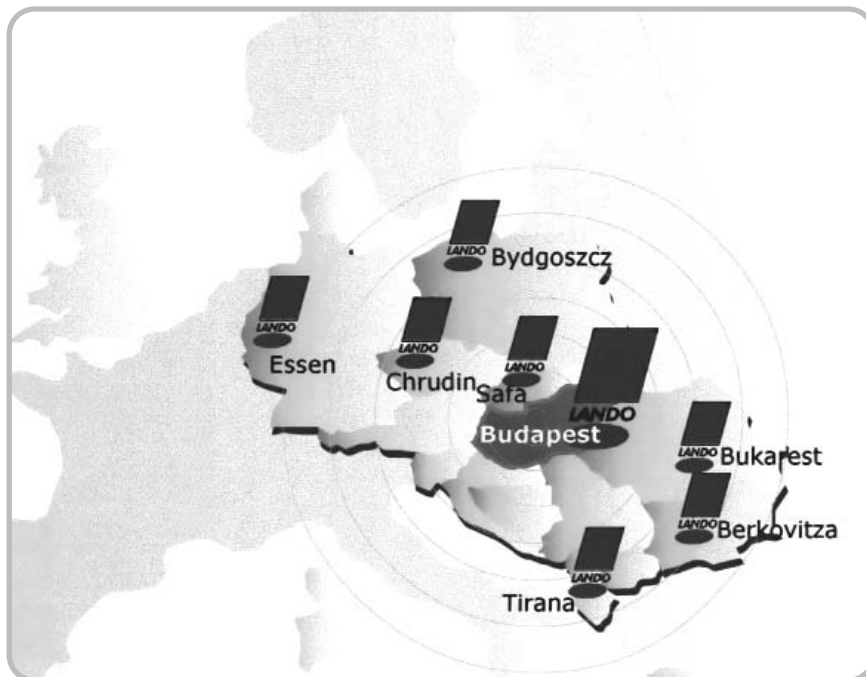 LANDO
Bydgoszcz
LANDO
Essen
LANDO
Chrudin
LANDO
Safa
LANDO
Budapest
LANDO
Bukarest
LANDO
Berkovitza
LANDO
Tirana